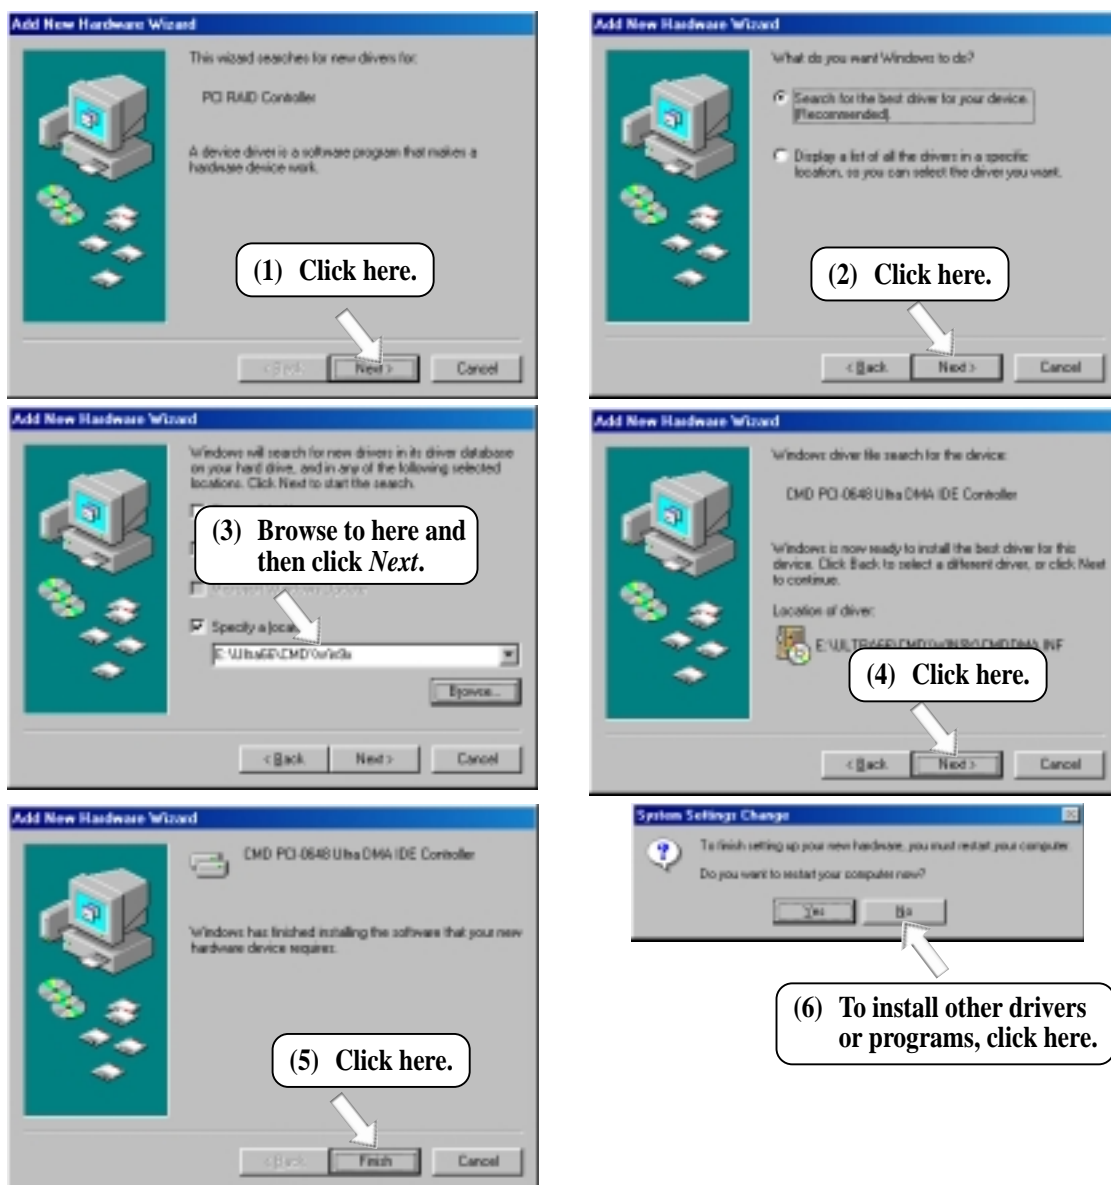 Add New Hardware Wizard
This wizard searches for new drivers for:
PCI RAID Controller
A device driver is a software program that makes a
hardware device work.
(1) Click here.
< Back
Next >
Cancel
Add New Hardware Wizard
What do you want Windows to do?
Search for the best driver for your device.
(Recommended).
Display a list of all the drivers in a specific
location, so you can select the driver you want.
(2) Click here.
< Back
Next >
Cancel
Add New Hardware Wizard
Windows will search for new drivers in its driver database
on your hard drive, and in any of the following selected
locations. Click Next to start the search.
(3) Browse to here and
then click Next.
Microsoft Windows Update
Specify a locat
E:\Ultra66\CMD\Win9x
Browse...
< Back
Next >
Cancel
Add New Hardware Wizard
Windows driver file search for the device:
CMD PCI-0648 Ultra DMA IDE Controller
Windows is now ready to install the best driver for this
device. Click Back to select a different driver, or click Next
to continue.
Location of driver:
E:\ULTRA66\CMD\WIN9X\CMDDMA.INF
(4) Click here.
< Back
Next >
Cancel
Add New Hardware Wizard
CMD PCI-0648 Ultra DMA IDE Controller
Windows has finished installing the software that your new
hardware device requires.
(5) Click here.
< Back
Finish
Cancel
System Settings Change
To finish setting up your new hardware, you must restart your computer.
Do you want to restart your computer now?
Yes
No
(6) To install other drivers
or programs, click here.